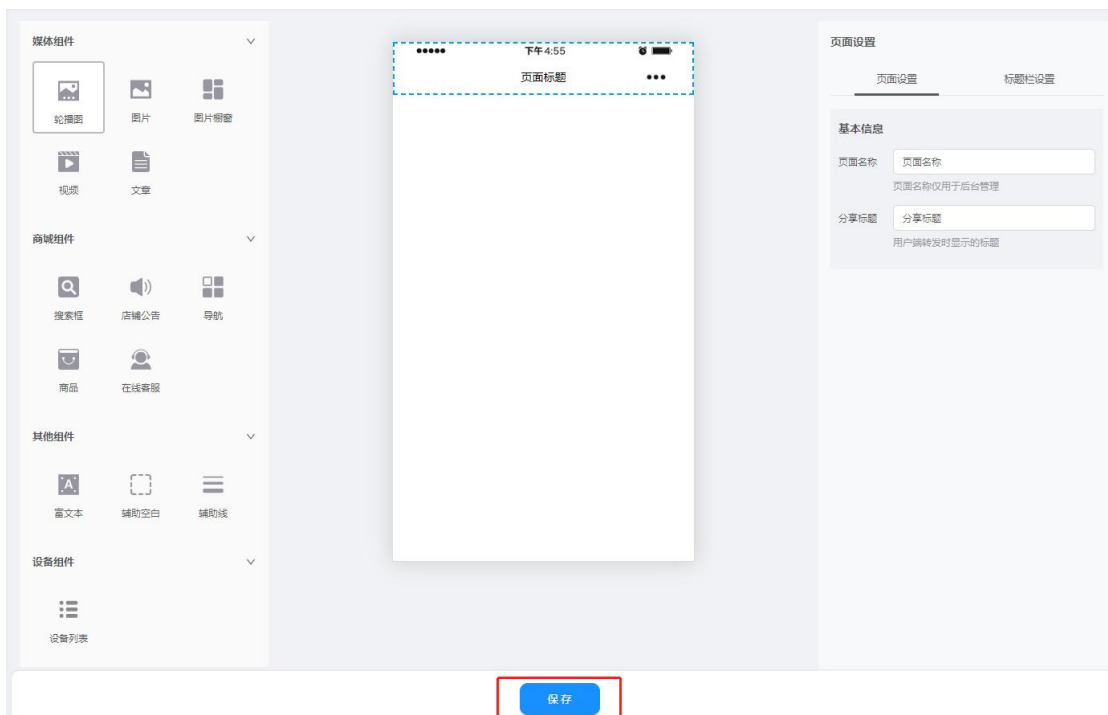 媒体组件
轮播图
图片
图片橱窗
视频
文章
商城组件
搜索框
店铺公告
导航
商品
在线客服
其他组件
富文本
辅助空白
辅助线
设备组件
设备列表
下午4:55
页面标题
页面设置
页面设置
标题栏设置
基本信息
页面名称 页面名称
页面名称仅用于后台管理
分享标题 分享标题
用户端转发时显示的标题
保存